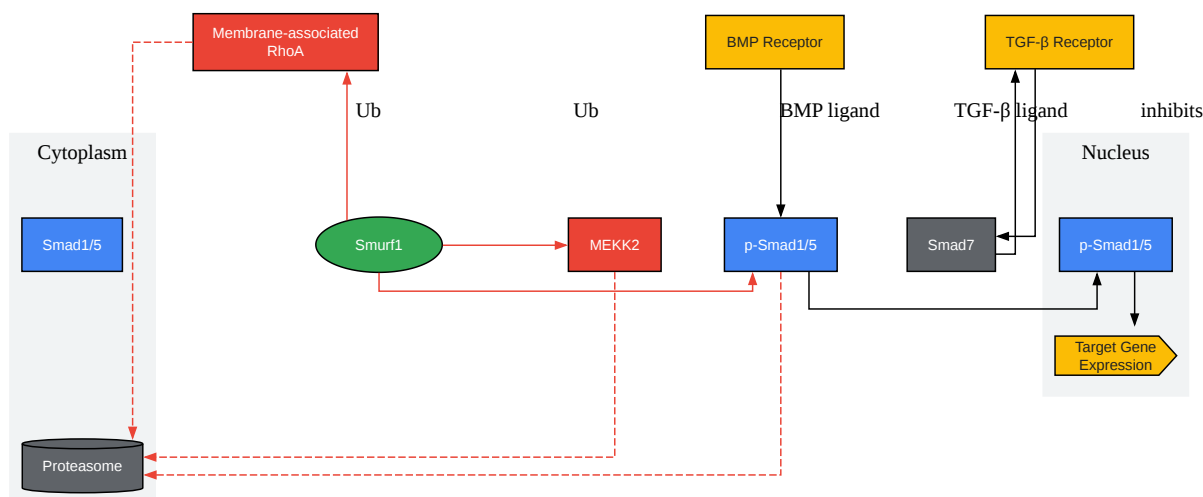 Membrane-associated
RhoA
BMP Receptor
TGF-β Receptor
Ub
Ub
BMP ligand
TGF-β ligand
inhibits
Cytoplasm
Nucleus
Smad1/5
Smurf1
MEKK2
p-Smad1/5
Smad7
p-Smad1/5
Target Gene
Expression
Proteasome